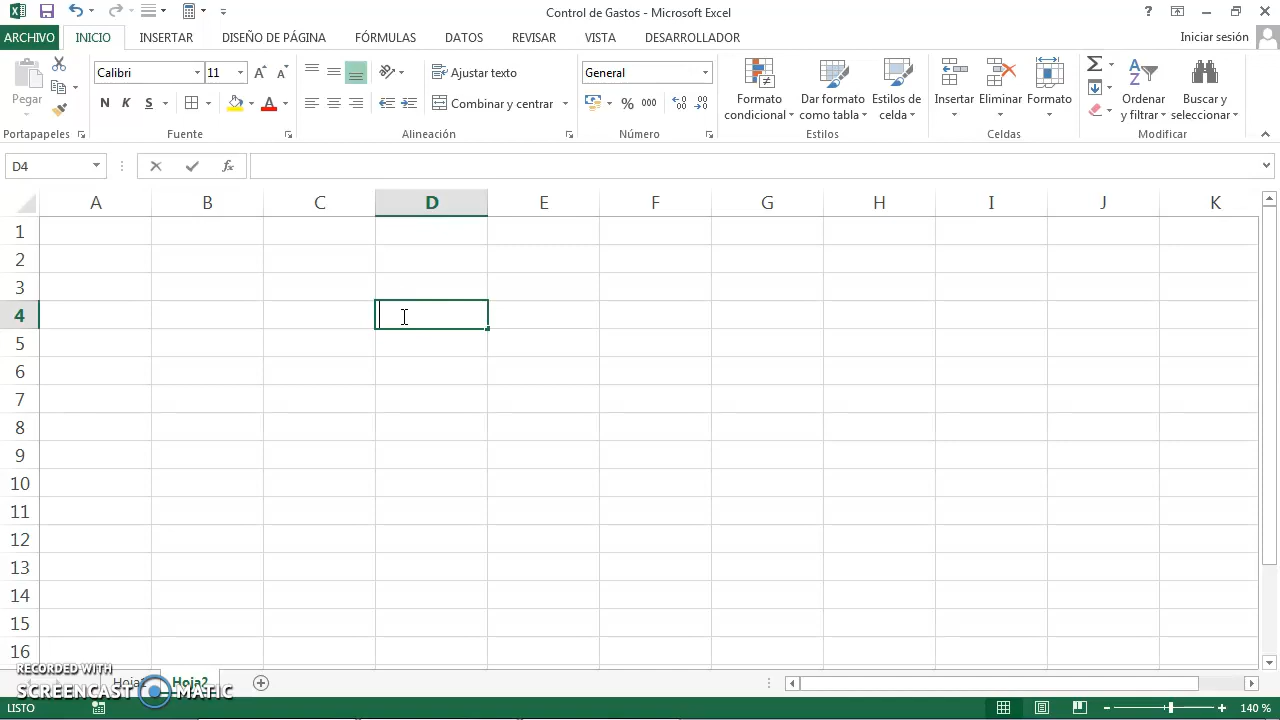 Control de Gastos - Microsoft Excel
ARCHIVO INICIO INSERTAR DISEÑO DE PÁGINA FÓRMULAS DATOS REVISAR VISTA DESARROLLADOR Iniciar sesión
Pegar
Calibri 11
N K S
Ajustar texto
Combinar y centrar
General
% 000
Formato condicional
Dar formato como tabla
Estilos de celda
Insertar Eliminar Formato
Ordenar y filtrar
Buscar y seleccionar
Portapapeles Fuente Alineación Número Estilos Celdas Modificar
D4 fx
A B C D E F G H I J K
1
2
3
4
5
6
7
8
9
10
11
12
13
14
15
16
RECORDED WITH
SCREENCAST MATIC
Hoja2
LISTO 140 %